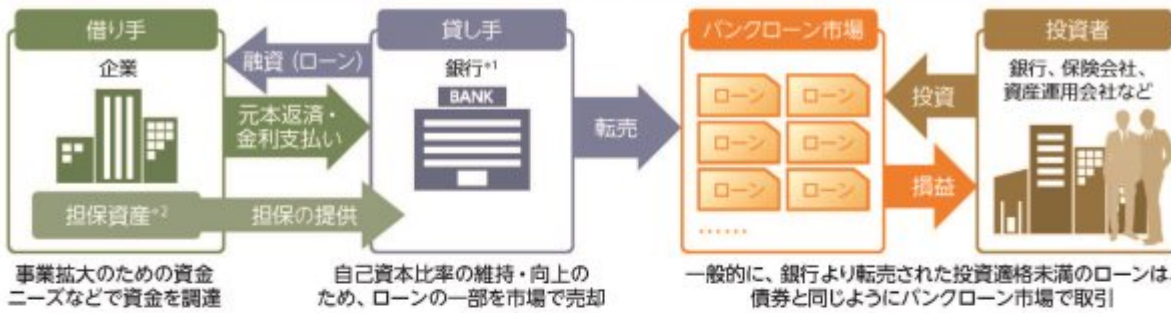 借り手
貸し手
バンクローン市場
投資者
企業
融資（ローン）
元本返済・
金利支払い
担保資産*2
担保の提供
銀行*1
BANK
転売
ローン ローン
ローン ローン
ローン ローン
……
投資
損益
銀行、保険会社、
資産運用会社など
事業拡大のための資金
ニーズなどで資金を調達
自己資本比率の維持・向上の
ため、ローンの一部を市場で売却
一般的に、銀行より転売された投資適格未満のローンは、
債券と同じようにバンクローン市場で取引